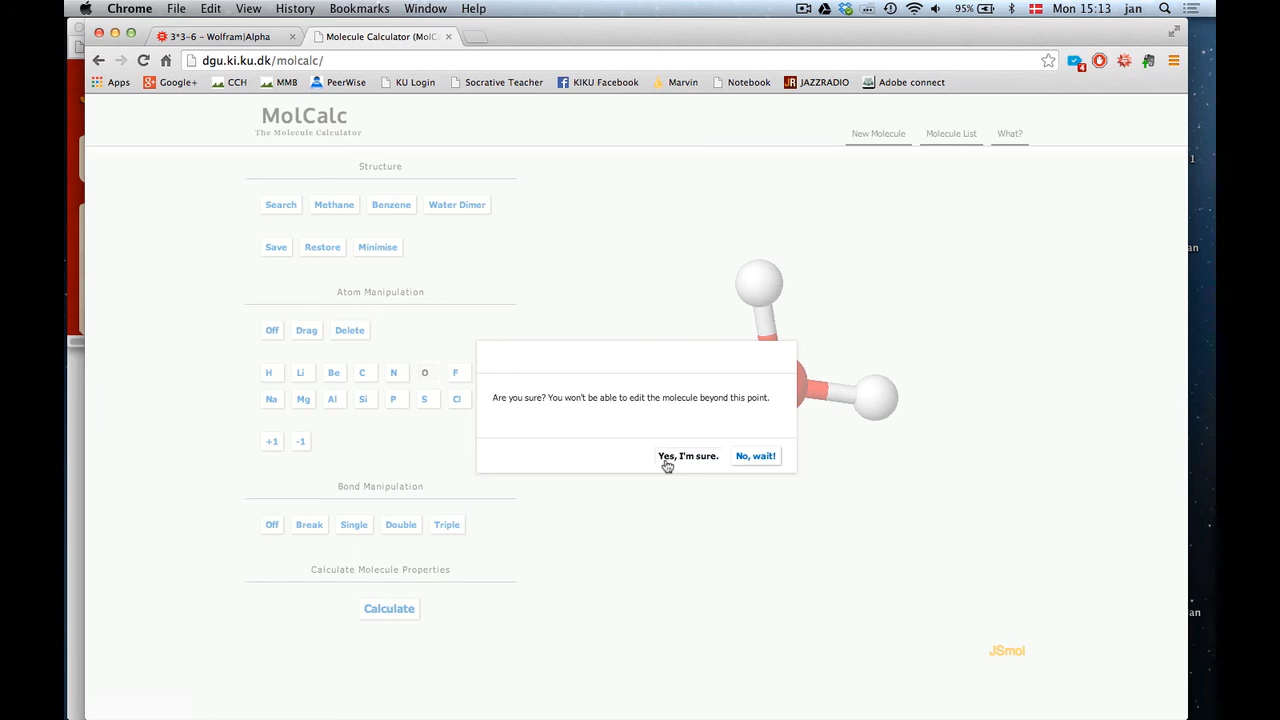 Chrome File Edit View History Bookmarks Window Help 95% Mon 15:13 jan
3*3-6 – Wolfram|Alpha Molecule Calculator (MolC
dgu.ki.ku.dk/molcalc/
Apps Google+ CCH MMB PeerWise KU Login Socrative Teacher KIKU Facebook Marvin Notebook JR JAZZRADIO Adobe connect
MolCalc
The Molecule Calculator
New Molecule Molecule List What?
Structure
Search Methane Benzene Water Dimer
Save Restore Minimise
Atom Manipulation
Off Drag Delete
H Li Be C N O F
Na Mg Al Si P S Cl
+1 -1
Are you sure? You won't be able to edit the molecule beyond this point.
Yes, I'm sure. No, wait!
Bond Manipulation
Off Break Single Double Triple
Calculate Molecule Properties
Calculate
JSmol